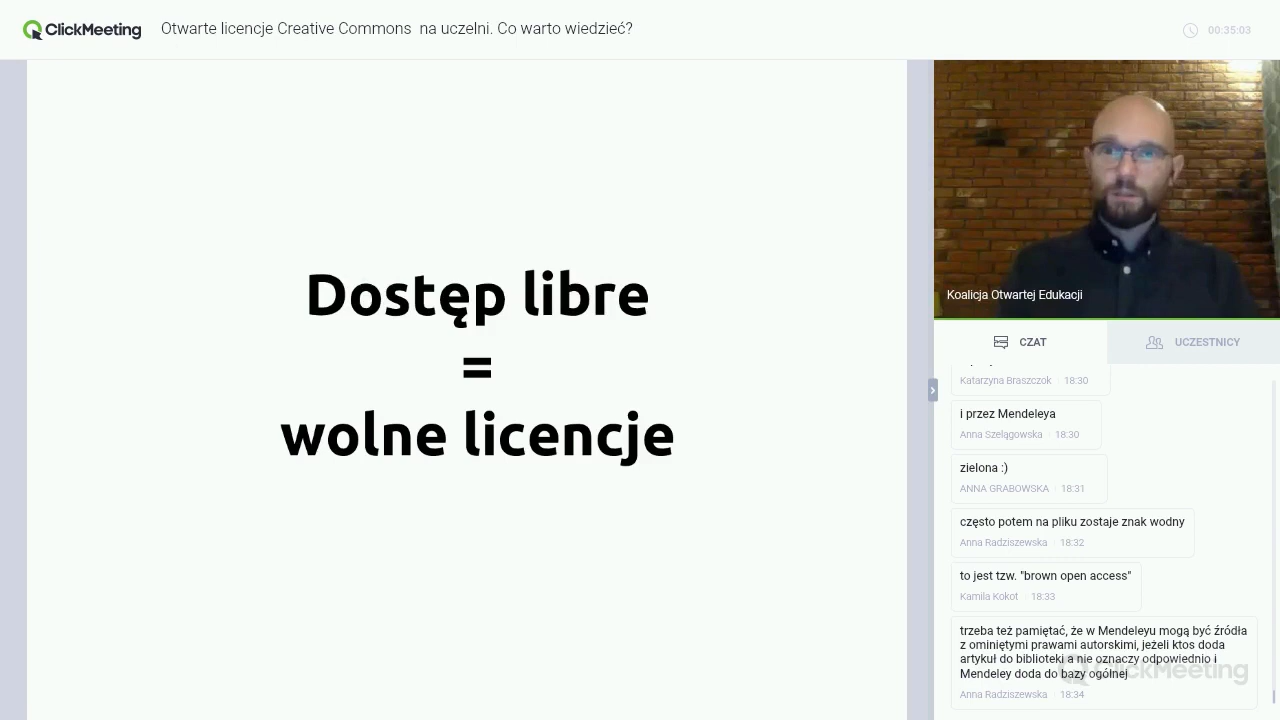 ClickMeeting
Otwarte licencje Creative Commons na uczelni. Co warto wiedzieć?
00:35:03
Dostęp libre
=
wolne licencje
Koalicja Otwartej Edukacji
CZAT
UCZESTNICY
Katarzyna Braszczok 18:30
i przez Mendeleya
Anna Szelągowska 18:30
zielona :)
ANNA GRABOWSKA 18:31
często potem na pliku zostaje znak wodny
Anna Radziszewska 18:32
to jest tzw. "brown open access"
Kamila Kokot 18:33
trzeba też pamiętać, że w Mendeleyu mogą być źródła
z ominiętymi prawami autorskimi, jeżeli ktos doda
artykuł do biblioteki a nie oznaczy odpowiednio i
Mendeley doda do bazy ogólnej
ClickMeeting
Anna Radziszewska 18:34